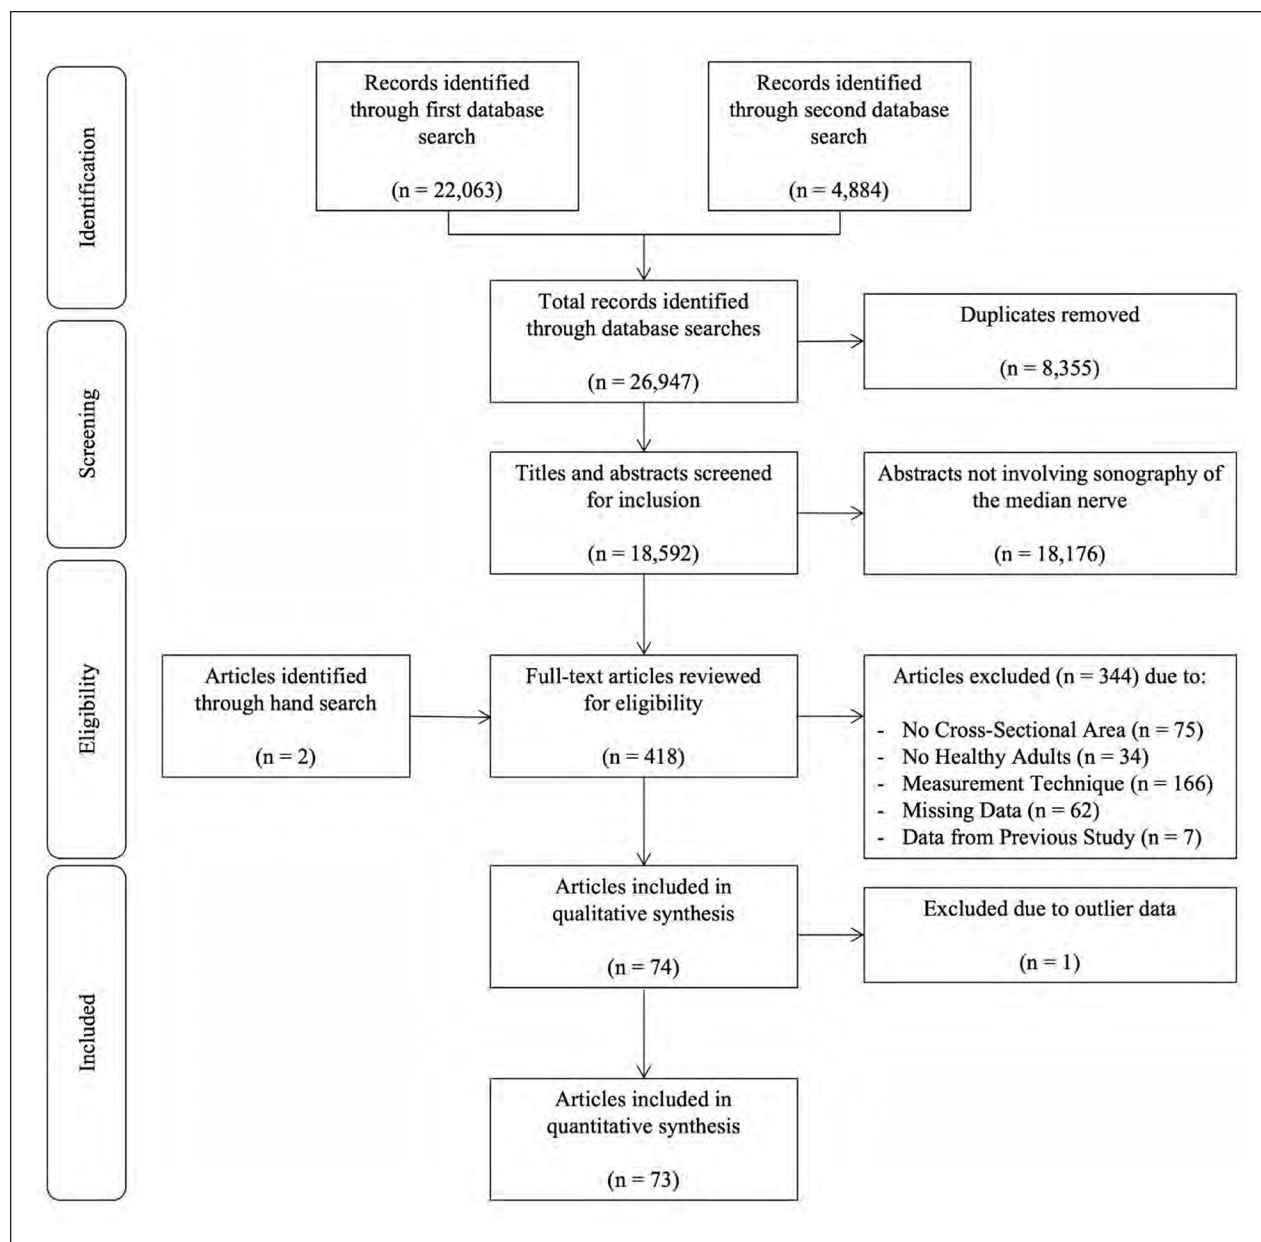 Identification
Records identified
through first database
search
(n = 22,063)
Records identified
through second database
search
(n = 4,884)
Total records identified
through database searches
(n = 26,947)
Duplicates removed
(n = 8,355)
Screening
Titles and abstracts screened
for inclusion
(n = 18,592)
Abstracts not involving sonography of
the median nerve
(n = 18,176)
Eligibility
Articles identified
through hand search
(n = 2)
Full-text articles reviewed
for eligibility
(n = 418)
Articles excluded (n = 344) due to:
- No Cross-Sectional Area (n = 75)
- No Healthy Adults (n = 34)
- Measurement Technique (n = 166)
- Missing Data (n = 62)
- Data from Previous Study (n = 7)
Included
Articles included in
qualitative synthesis
(n = 74)
Excluded due to outlier data
(n = 1)
Articles included in
quantitative synthesis
(n = 73)